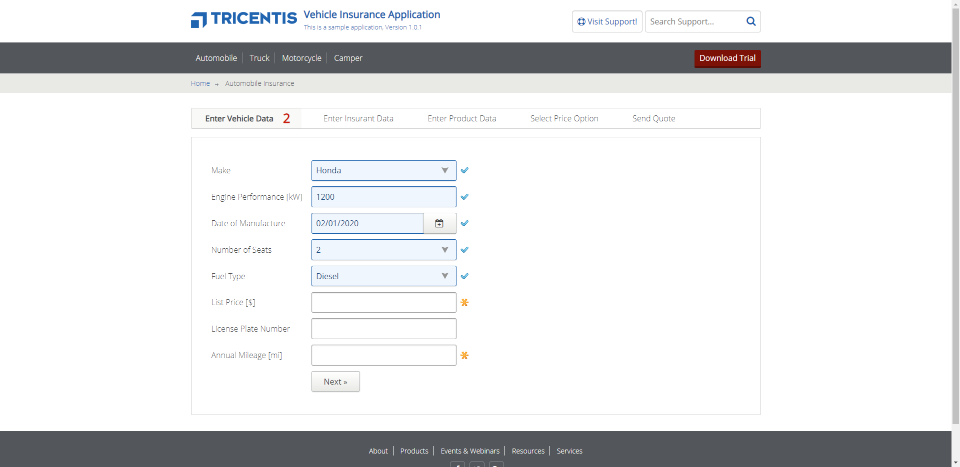 TRICENTIS Vehicle Insurance Application
This is a sample application. Version 1.0.1
Visit Support!
Search Support...
Automobile Truck Motorcycle Camper
Download Trial
Home → Automobile Insurance
Enter Vehicle Data 2 Enter Insurant Data Enter Product Data Select Price Option Send Quote
Make Honda
Engine Performance [kW] 1200
Date of Manufacture 02/01/2020
Number of Seats 2
Fuel Type Diesel
List Price [$]
License Plate Number
Annual Mileage [mi]
Next »
About Products Events & Webinars Resources Services